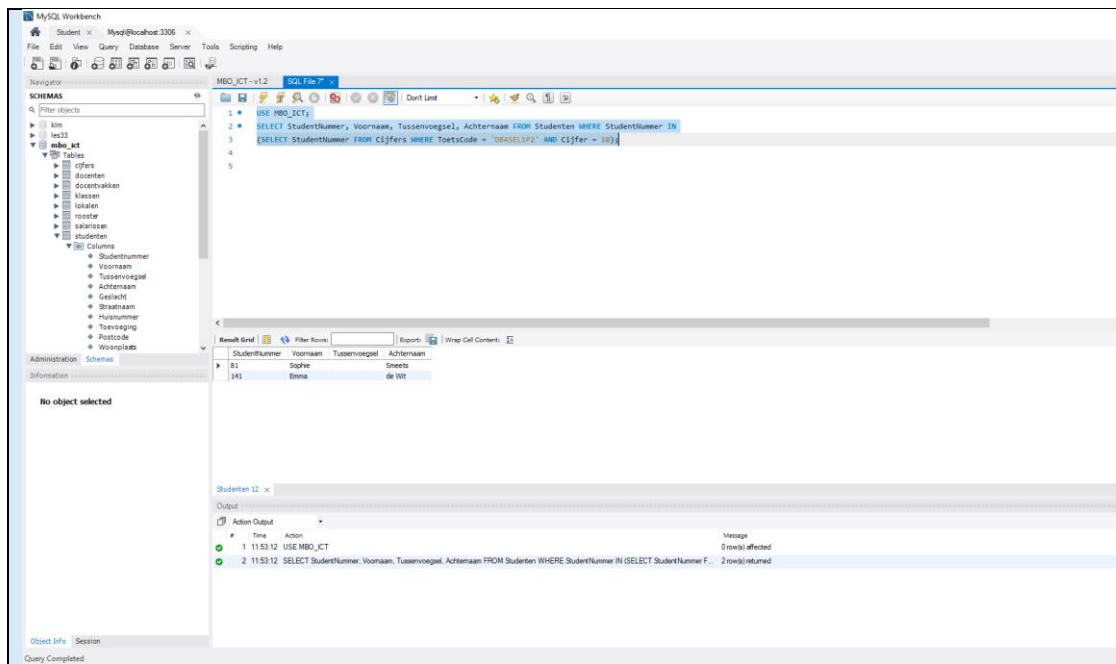 MySQL Workbench
Student × Mysql@localhost:3306 ×
File Edit View Query Database Server Tools Scripting Help
Navigator
SCHEMAS
Filter objects
kim
les33
mbo_ict
Tables
cijfers
docenten
docentvakken
klassen
lokalen
rooster
salarissen
studenten
Columns
Studentnummer
Voornaam
Tussenvoegsel
Achternaam
Geslacht
Straatnaam
Huisnummer
Toevoeging
Postcode
Woonplaats
Administration Schemas
Information
No object selected
Object Info Session
Query Completed
MBO_ICT - v1.2 SQL File 7* ×
Don't Limit
1 USE MBO_ICT;
2 SELECT StudentNummer, Voornaam, Tussenvoegsel, Achternaam FROM Studenten WHERE StudentNummer IN
3 (SELECT StudentNummer FROM Cijfers WHERE ToetsCode = 'DBASEL1P2' AND Cijfer = 10);
4
5
Result Grid Filter Rows: Export: Wrap Cell Content:
StudentNummer Voornaam Tussenvoegsel Achternaam
81 Sophie Smeets
141 Emma de Wit
Studenten 12 ×
Output
Action Output
# Time Action Message
1 11:53:12 USE MBO_ICT 0 row(s) affected
2 11:53:12 SELECT StudentNummer, Voornaam, Tussenvoegsel, Achternaam FROM Studenten WHERE StudentNummer IN (SELECT StudentNummer F... 2 row(s) returned